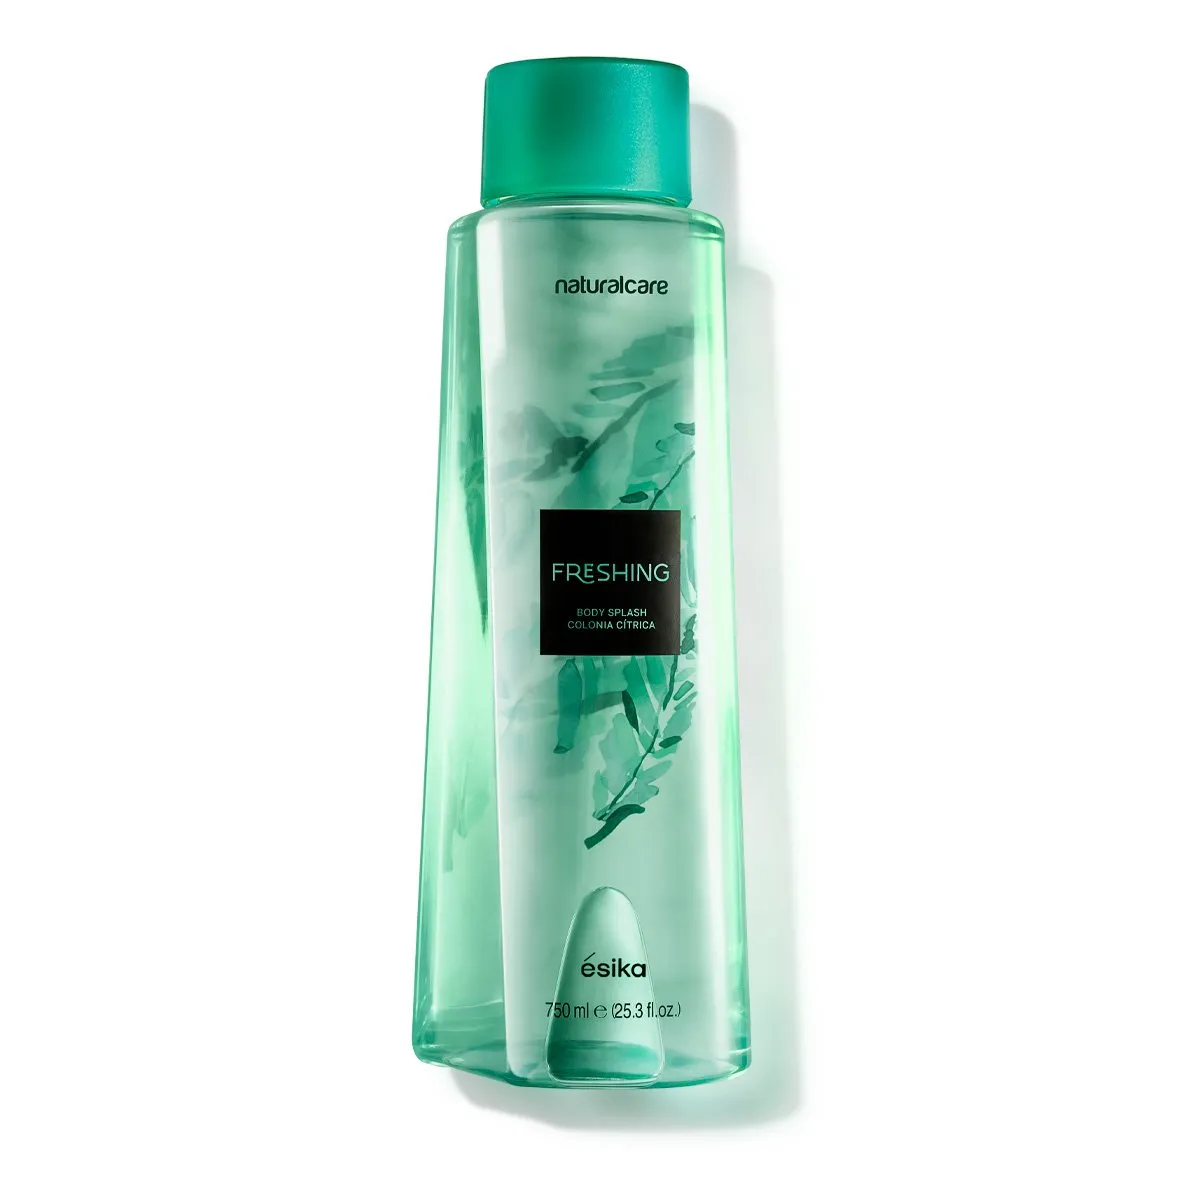 naturalcare
FRESHING
BODY SPLASH
COLONIA CÍTRICA
ésika
750 ml ℮ (25.3 fl.oz.)